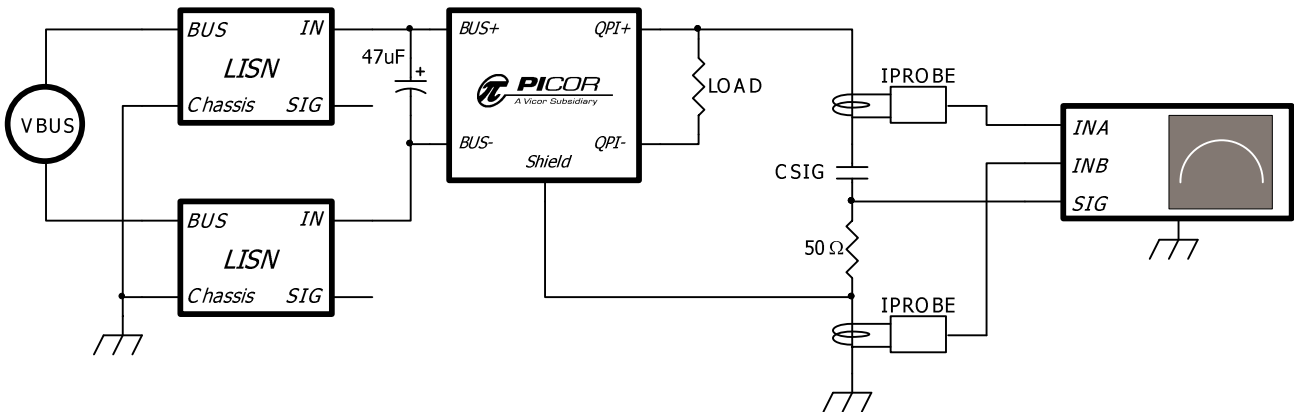 VBUS
BUS IN
LISN
Chassis SIG
BUS IN
LISN
Chassis SIG
47uF
+
BUS+ QPI+
π PICOR
A Vicor Subsidiary
BUS- QPI-
Shield
LOAD
IPROBE
CSIG
50 Ω
IPROBE
INA
INB
SIG